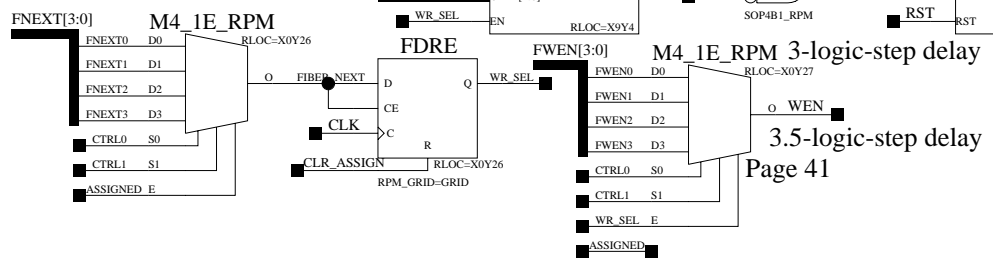 FNEXT[3:0]
M4_1E_RPM
RLOC=X0Y26
FNEXT0 D0
FNEXT1 D1
FNEXT2 D2
FNEXT3 D3
CTRL0 S0
CTRL1 S1
ASSIGNED E
O FIBER_NEXT
FDRE
D
CE
C
Q
R
CLK
CLR_ASSIGN
RLOC=X0Y26
RPM_GRID=GRID
WR_SEL
WR_SEL
EN
RLOC=X9Y4
SOP4B1_RPM
RST
RST
FWEN[3:0]
M4_1E_RPM
3-logic-step delay
RLOC=X0Y27
FWEN0 D0
FWEN1 D1
FWEN2 D2
FWEN3 D3
CTRL0 S0
CTRL1 S1
WR_SEL E
ASSIGNED
O WEN
3.5-logic-step delay
Page 41